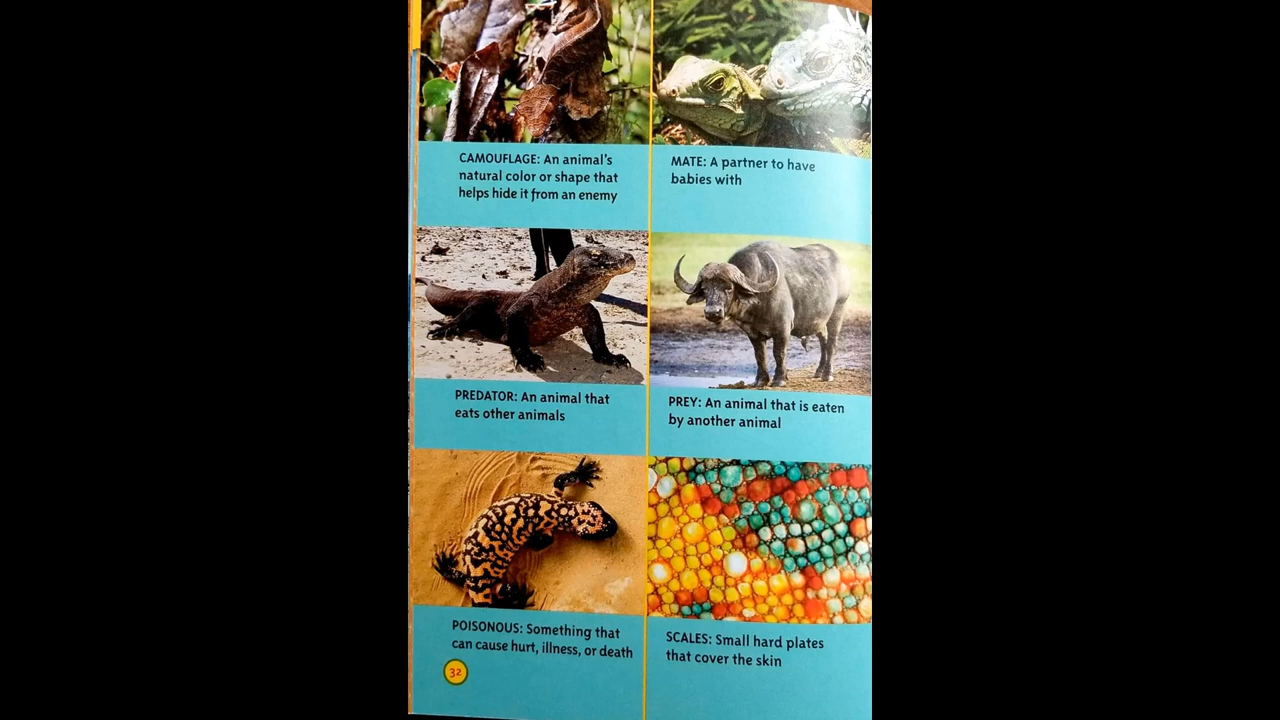 CAMOUFLAGE: An animal's
natural color or shape that
helps hide it from an enemy
MATE: A partner to have
babies with
PREDATOR: An animal that
eats other animals
PREY: An animal that is eaten
by another animal
POISONOUS: Something that
can cause hurt, illness, or death
SCALES: Small hard plates
that cover the skin
32